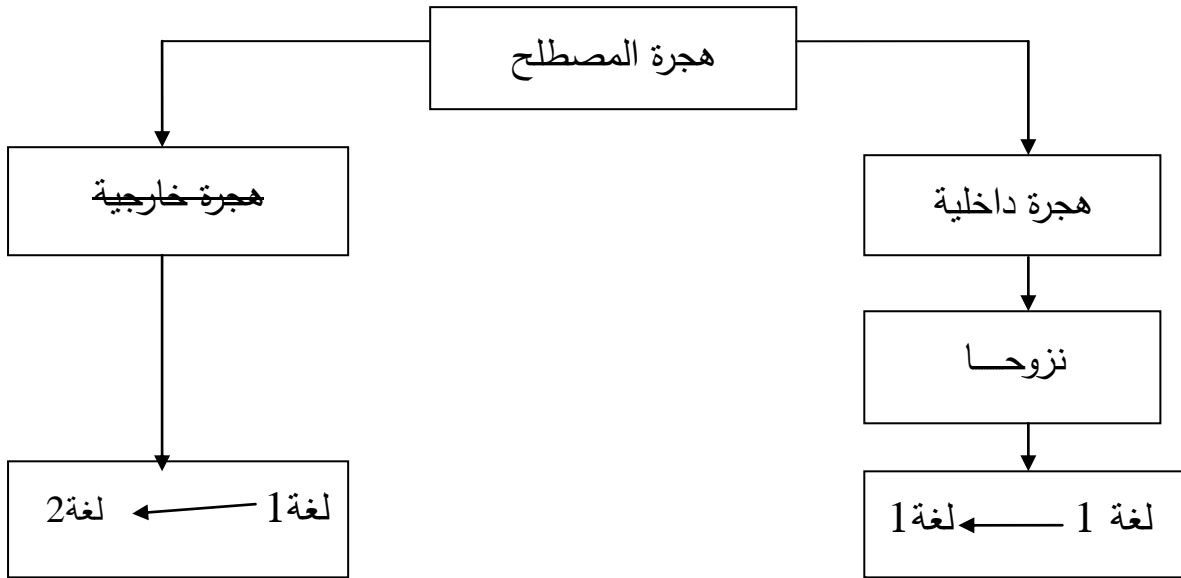 هجرة المصطلح
هجرة داخلية
هجرة خارجية
نزوحـــا
لغة 1 لغة1
لغة1 لغة2